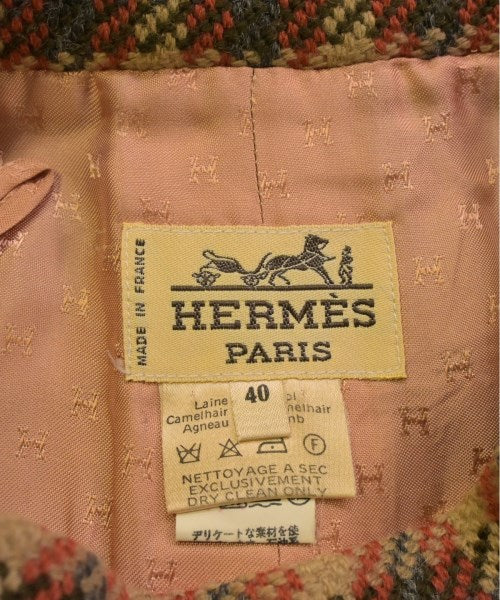 MADE IN FRANCE
HERMÈS
PARIS
40
Laine
Camelhair
Agneau
F
NETTOYAGE A SEC
EXCLUSIVEMENT
DRY CLEAN ONLY
デリケートな素材を使